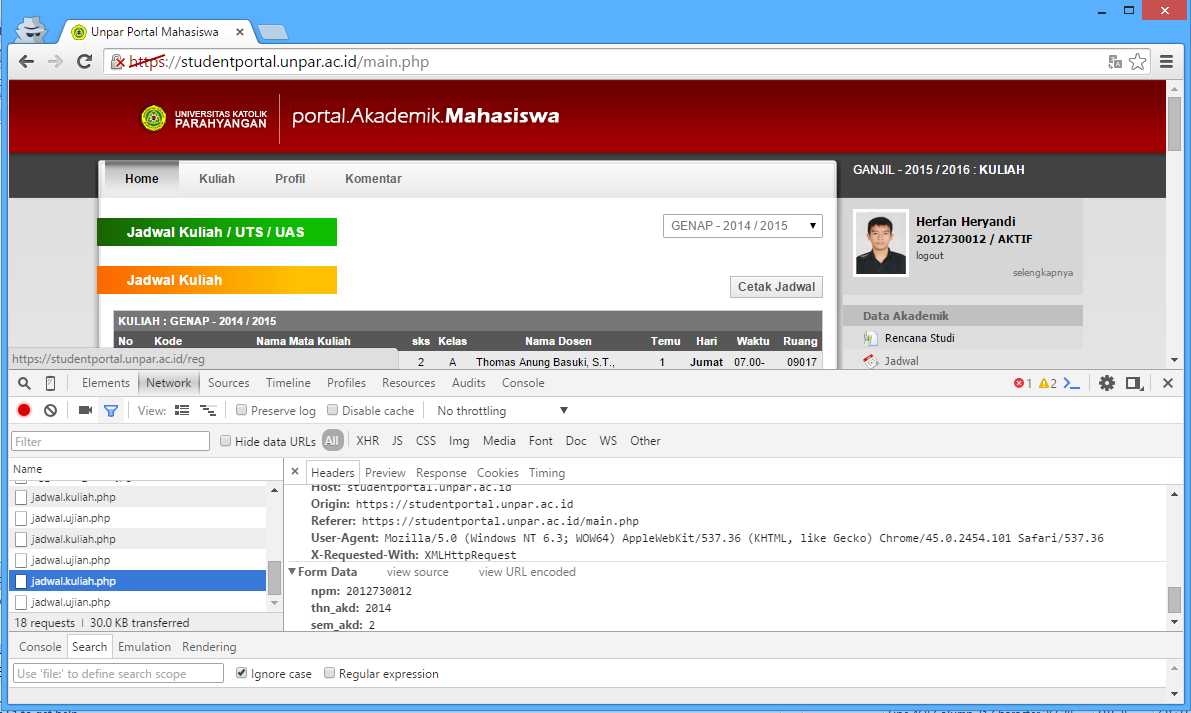 Unpar Portal Mahasiswa
https://studentportal.unpar.ac.id/main.php
UNIVERSITAS KATOLIK
PARAHYANGAN
portal.Akademik.Mahasiswa
Home Kuliah Profil Komentar
GANJIL - 2015 / 2016 : KULIAH
Jadwal Kuliah / UTS / UAS
GENAP - 2014 / 2015
Herfan Heryandi
2012730012 / AKTIF
logout
selengkapnya
Jadwal Kuliah
Cetak Jadwal
Data Akademik
Rencana Studi
Jadwal
KULIAH : GENAP - 2014 / 2015
No Kode Nama Mata Kuliah sks Kelas Nama Dosen Temu Hari Waktu Ruang
2 A Thomas Anung Basuki, S.T., 1 Jumat 07.00- 09017
https://studentportal.unpar.ac.id/reg
Elements Network Sources Timeline Profiles Resources Audits Console
1 2
View: Preserve log Disable cache No throttling
Filter Hide data URLs All XHR JS CSS Img Media Font Doc WS Other
Name
jadwal.kuliah.php
jadwal.ujian.php
jadwal.kuliah.php
jadwal.ujian.php
jadwal.kuliah.php
jadwal.ujian.php
18 requests | 30.0 KB transferred
Headers Preview Response Cookies Timing
Host: studentportal.unpar.ac.id
Origin: https://studentportal.unpar.ac.id
Referer: https://studentportal.unpar.ac.id/main.php
User-Agent: Mozilla/5.0 (Windows NT 6.3; WOW64) AppleWebKit/537.36 (KHTML, like Gecko) Chrome/45.0.2454.101 Safari/537.36
X-Requested-With: XMLHttpRequest
Form Data view source view URL encoded
npm: 2012730012
thn_akd: 2014
sem_akd: 2
Console Search Emulation Rendering
Use 'file:' to define search scope Ignore case Regular expression